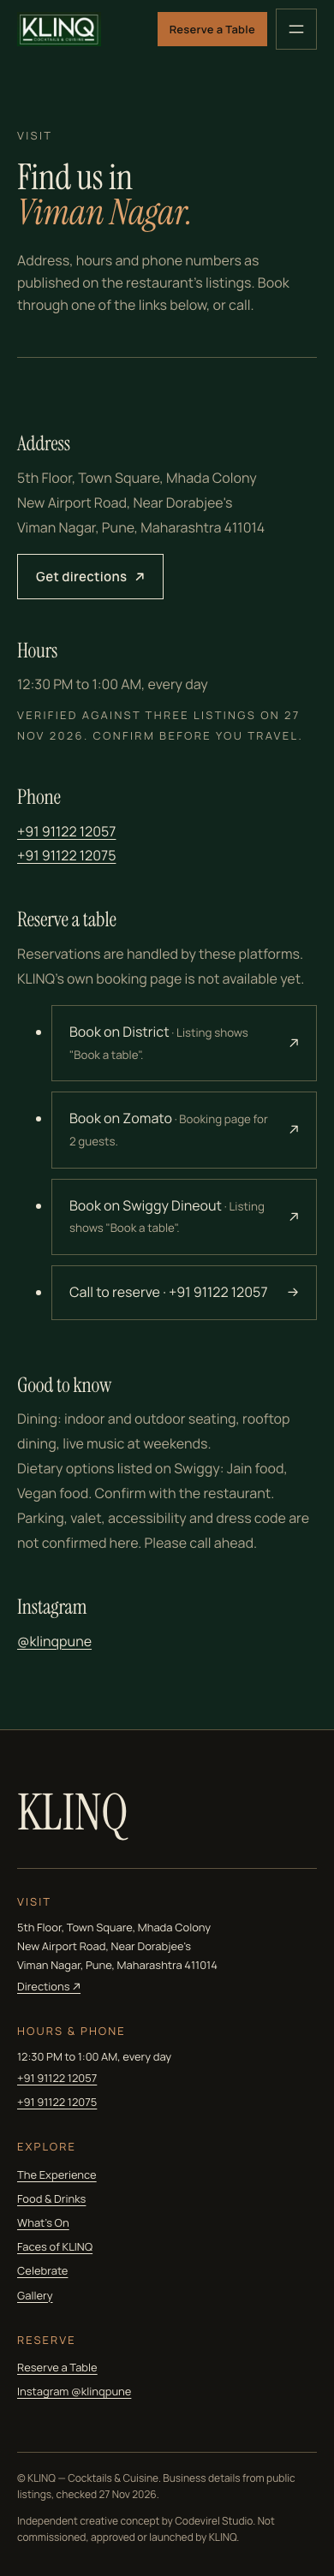 KLINQ
COCKTAILS & CUISINE
Reserve a Table
VISIT
Find us in
Viman Nagar.
Address, hours and phone numbers as
published on the restaurant's listings. Book
through one of the links below, or call.
Address
5th Floor, Town Square, Mhada Colony
New Airport Road, Near Dorabjee's
Viman Nagar, Pune, Maharashtra 411014
Get directions ↗
Hours
12:30 PM to 1:00 AM, every day
VERIFIED AGAINST THREE LISTINGS ON 27
NOV 2026. CONFIRM BEFORE YOU TRAVEL.
Phone
+91 91122 12057
+91 91122 12075
Reserve a table
Reservations are handled by these platforms.
KLINQ's own booking page is not available yet.
Book on District · Listing shows
"Book a table". ↗
Book on Zomato · Booking page for
2 guests. ↗
Book on Swiggy Dineout · Listing
shows "Book a table". ↗
Call to reserve · +91 91122 12057 →
Good to know
Dining: indoor and outdoor seating, rooftop
dining, live music at weekends.
Dietary options listed on Swiggy: Jain food,
Vegan food. Confirm with the restaurant.
Parking, valet, accessibility and dress code are
not confirmed here. Please call ahead.
Instagram
@klinqpune
KLINQ
VISIT
5th Floor, Town Square, Mhada Colony
New Airport Road, Near Dorabjee's
Viman Nagar, Pune, Maharashtra 411014
Directions ↗
HOURS & PHONE
12:30 PM to 1:00 AM, every day
+91 91122 12057
+91 91122 12075
EXPLORE
The Experience
Food & Drinks
What's On
Faces of KLINQ
Celebrate
Gallery
RESERVE
Reserve a Table
Instagram @klinqpune
© KLINQ — Cocktails & Cuisine. Business details from public
listings, checked 27 Nov 2026.
Independent creative concept by Codevirel Studio. Not
commissioned, approved or launched by KLINQ.